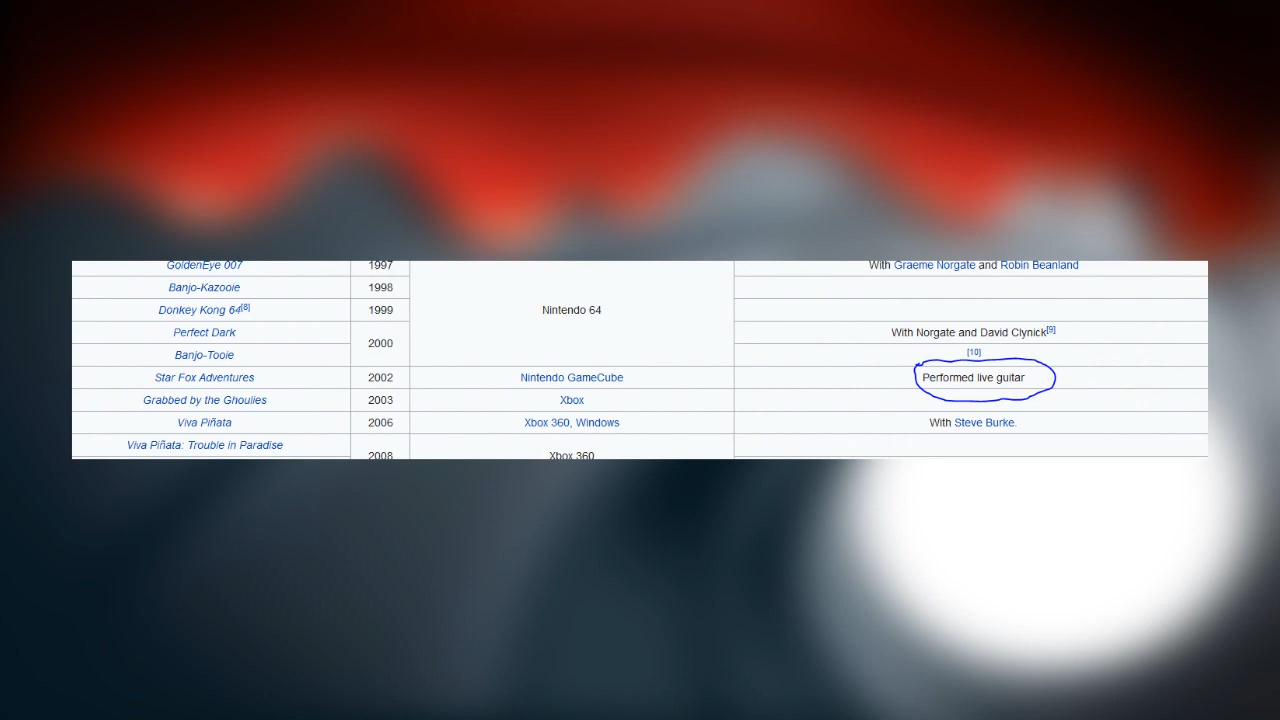 GoldenEye 007 1997 With Graeme Norgate and Robin Beanland
Banjo-Kazooie 1998
Donkey Kong 64[8] 1999 Nintendo 64
Perfect Dark With Norgate and David Clynick[9]
2000
Banjo-Tooie [10]
Star Fox Adventures 2002 Nintendo GameCube Performed live guitar
Grabbed by the Ghoulies 2003 Xbox
Viva Piñata 2006 Xbox 360, Windows With Steve Burke.
Viva Piñata: Trouble in Paradise
2008 Xbox 360